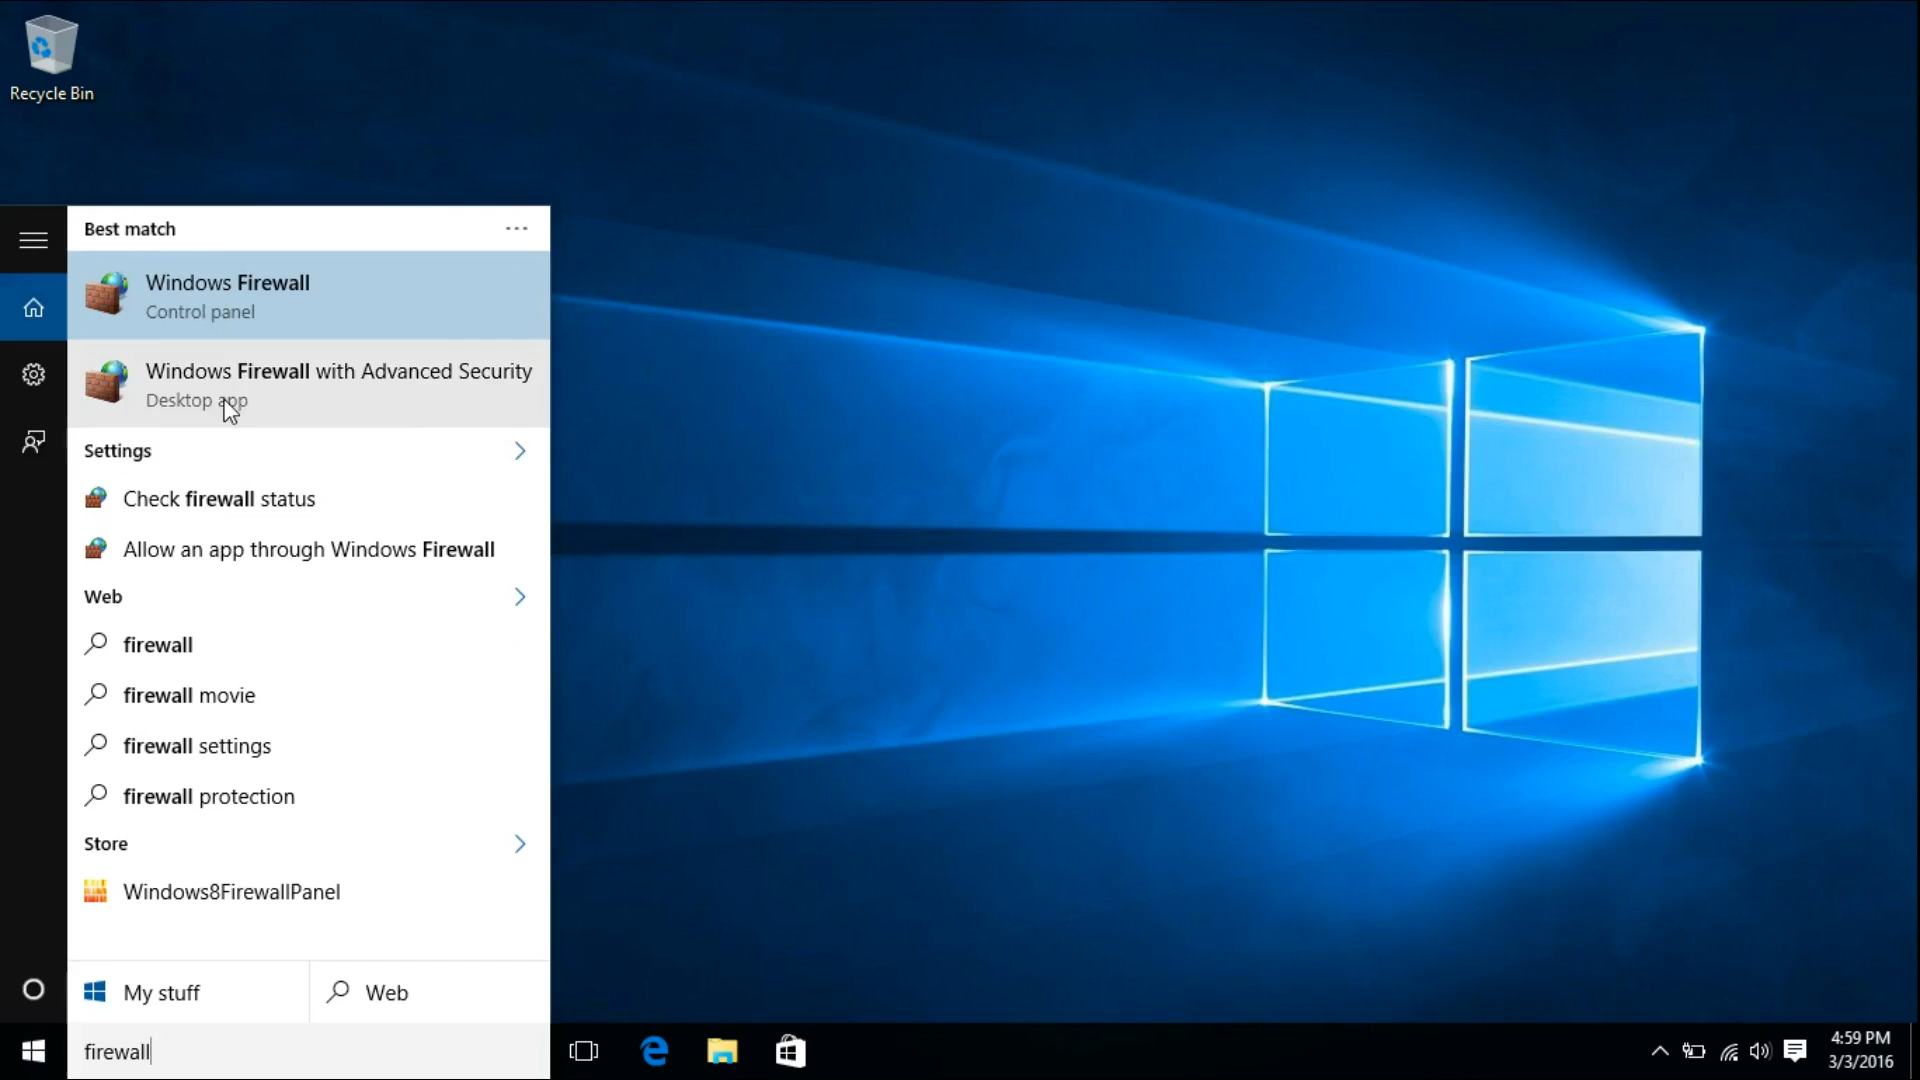 Recycle Bin
Best match
Windows Firewall
Control panel
Windows Firewall with Advanced Security
Desktop app
Settings
Check firewall status
Allow an app through Windows Firewall
Web
firewall
firewall movie
firewall settings
firewall protection
Store
Windows8FirewallPanel
My stuff
Web
firewall
4:59 PM
3/3/2016